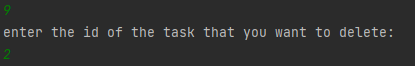 9
enter the id of the task that you want to delete:
2